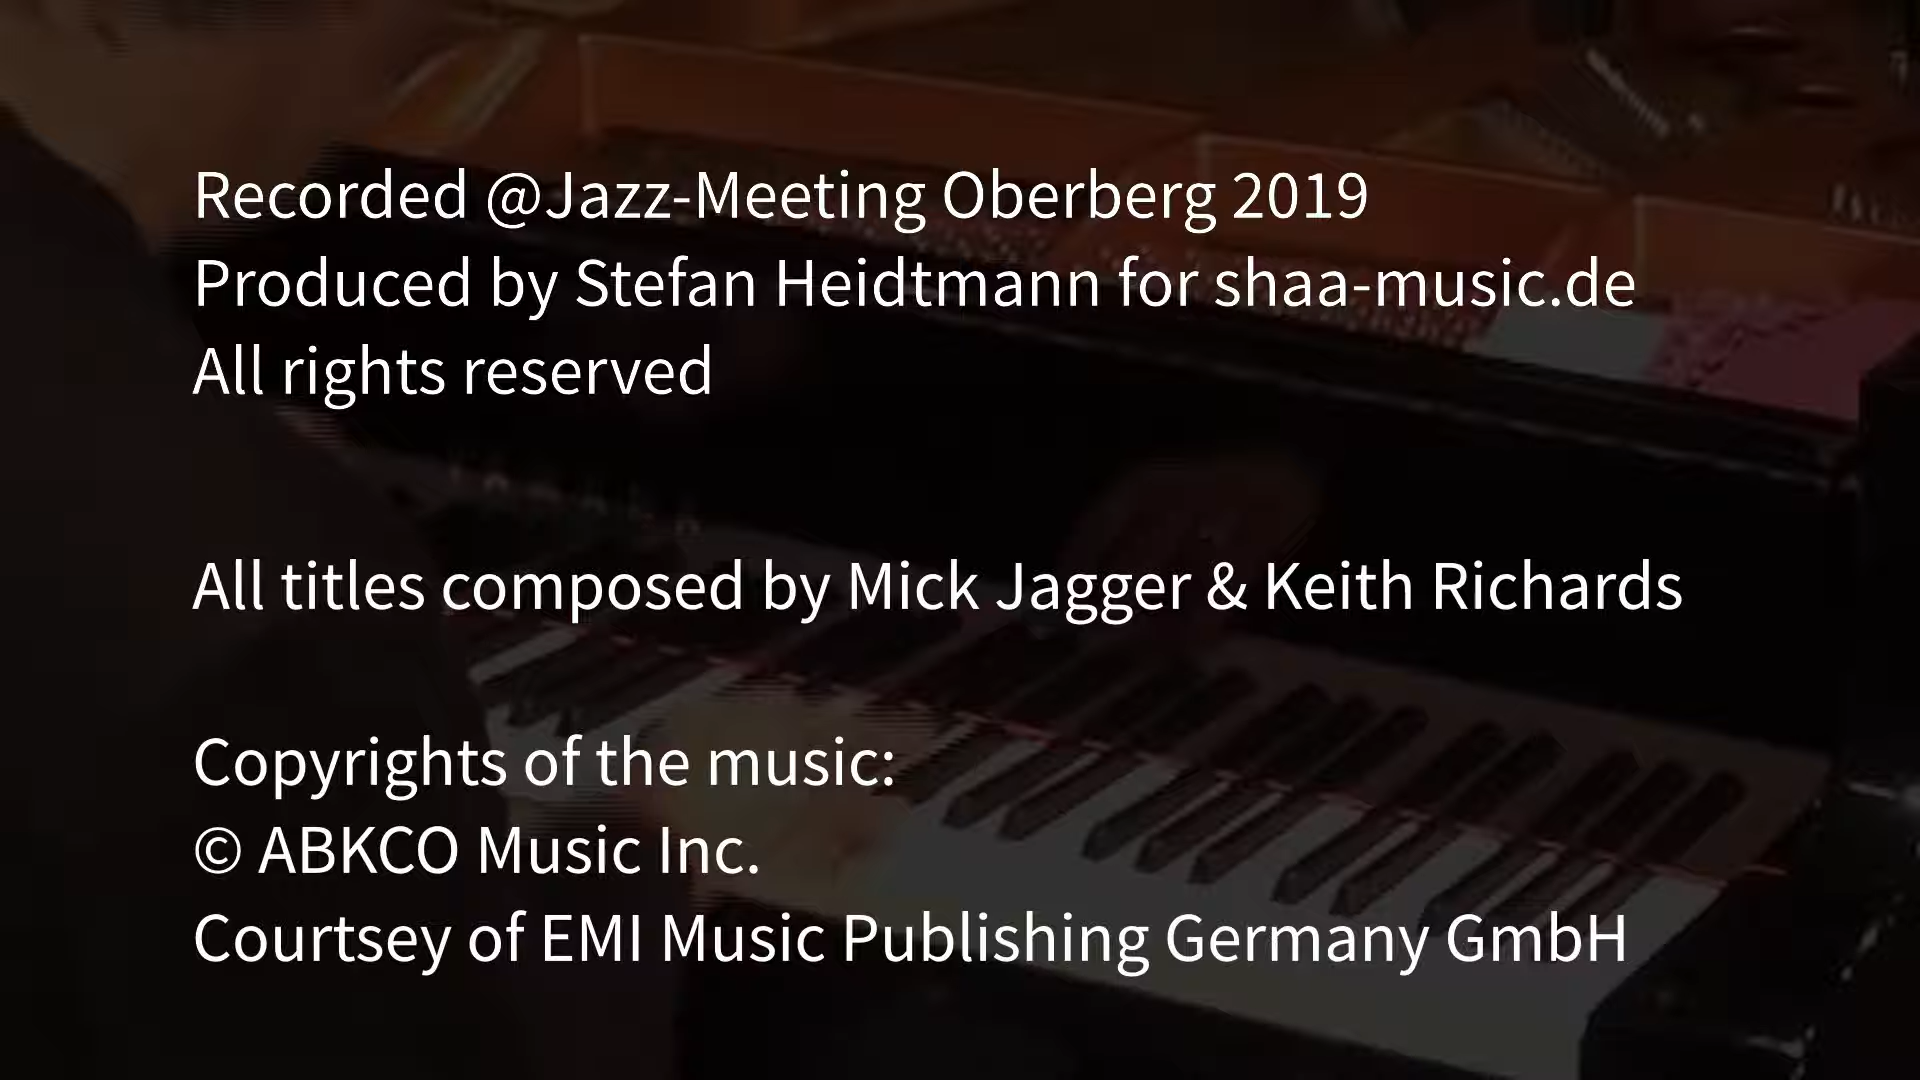 Recorded @Jazz-Meeting Oberberg 2019
Produced by Stefan Heidtmann for shaa-music.de
All rights reserved
All titles composed by Mick Jagger & Keith Richards
Copyrights of the music:
© ABKCO Music Inc.
Courtsey of EMI Music Publishing Germany GmbH
YAMAHA